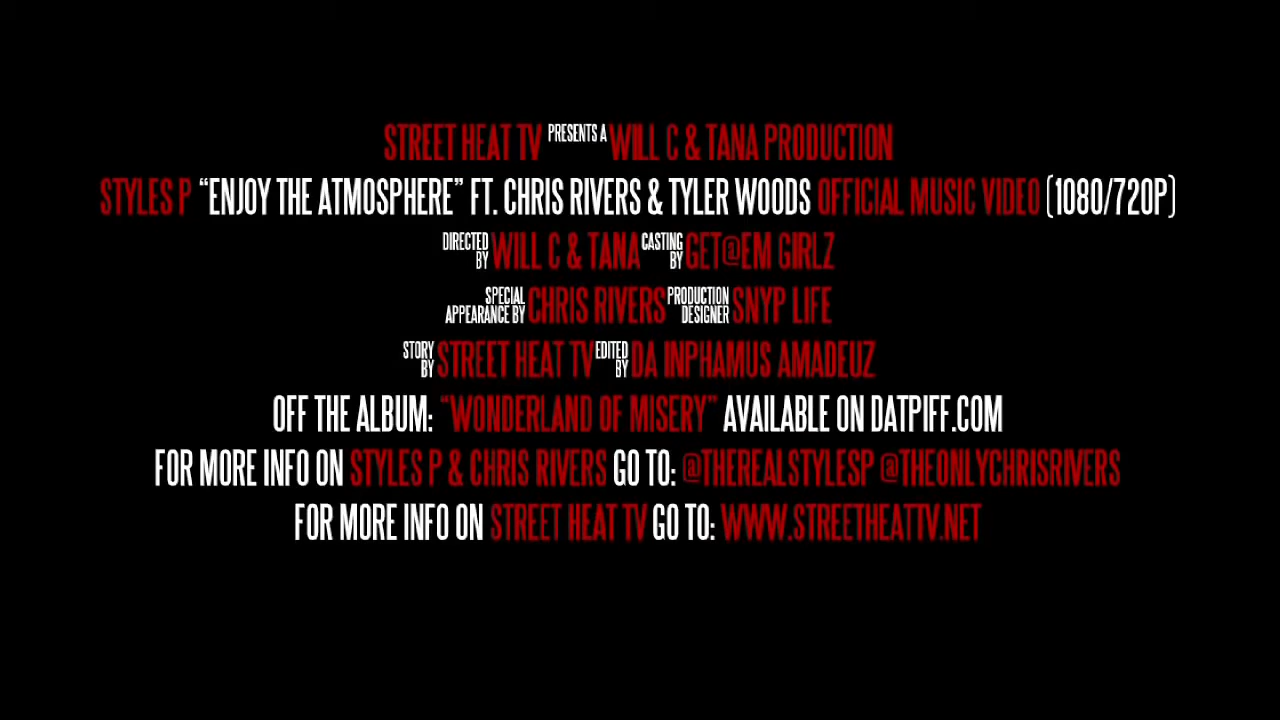 STREET HEAT TV PRESENTS A WILL C & TANA PRODUCTION
STYLES P “ENJOY THE ATMOSPHERE” FT. CHRIS RIVERS & TYLER WOODS OFFICIAL MUSIC VIDEO (1080/720P)
DIRECTED BY WILL C & TANA CASTING BY GET@EM GIRLZ
SPECIAL APPEARANCE BY CHRIS RIVERS PRODUCTION DESIGNER SNYP LIFE
STORY BY STREET HEAT TV EDITED BY DA INPHAMUS AMADEUZ
OFF THE ALBUM: “WONDERLAND OF MISERY” AVAILABLE ON DATPIFF.COM
FOR MORE INFO ON STYLES P & CHRIS RIVERS GO TO: @THEREALSTYLESP @THEONLYCHRISRIVERS
FOR MORE INFO ON STREET HEAT TV GO TO: WWW.STREETHEATTV.NET